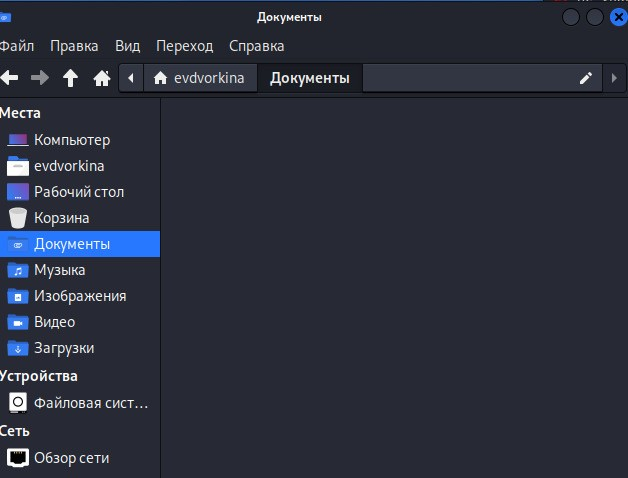 Документы
Файл Правка Вид Переход Справка
evdvorkina Документы
Места
Компьютер
evdvorkina
Рабочий стол
Корзина
Документы
Музыка
Изображения
Видео
Загрузки
Устройства
Файловая сист…
Сеть
Обзор сети